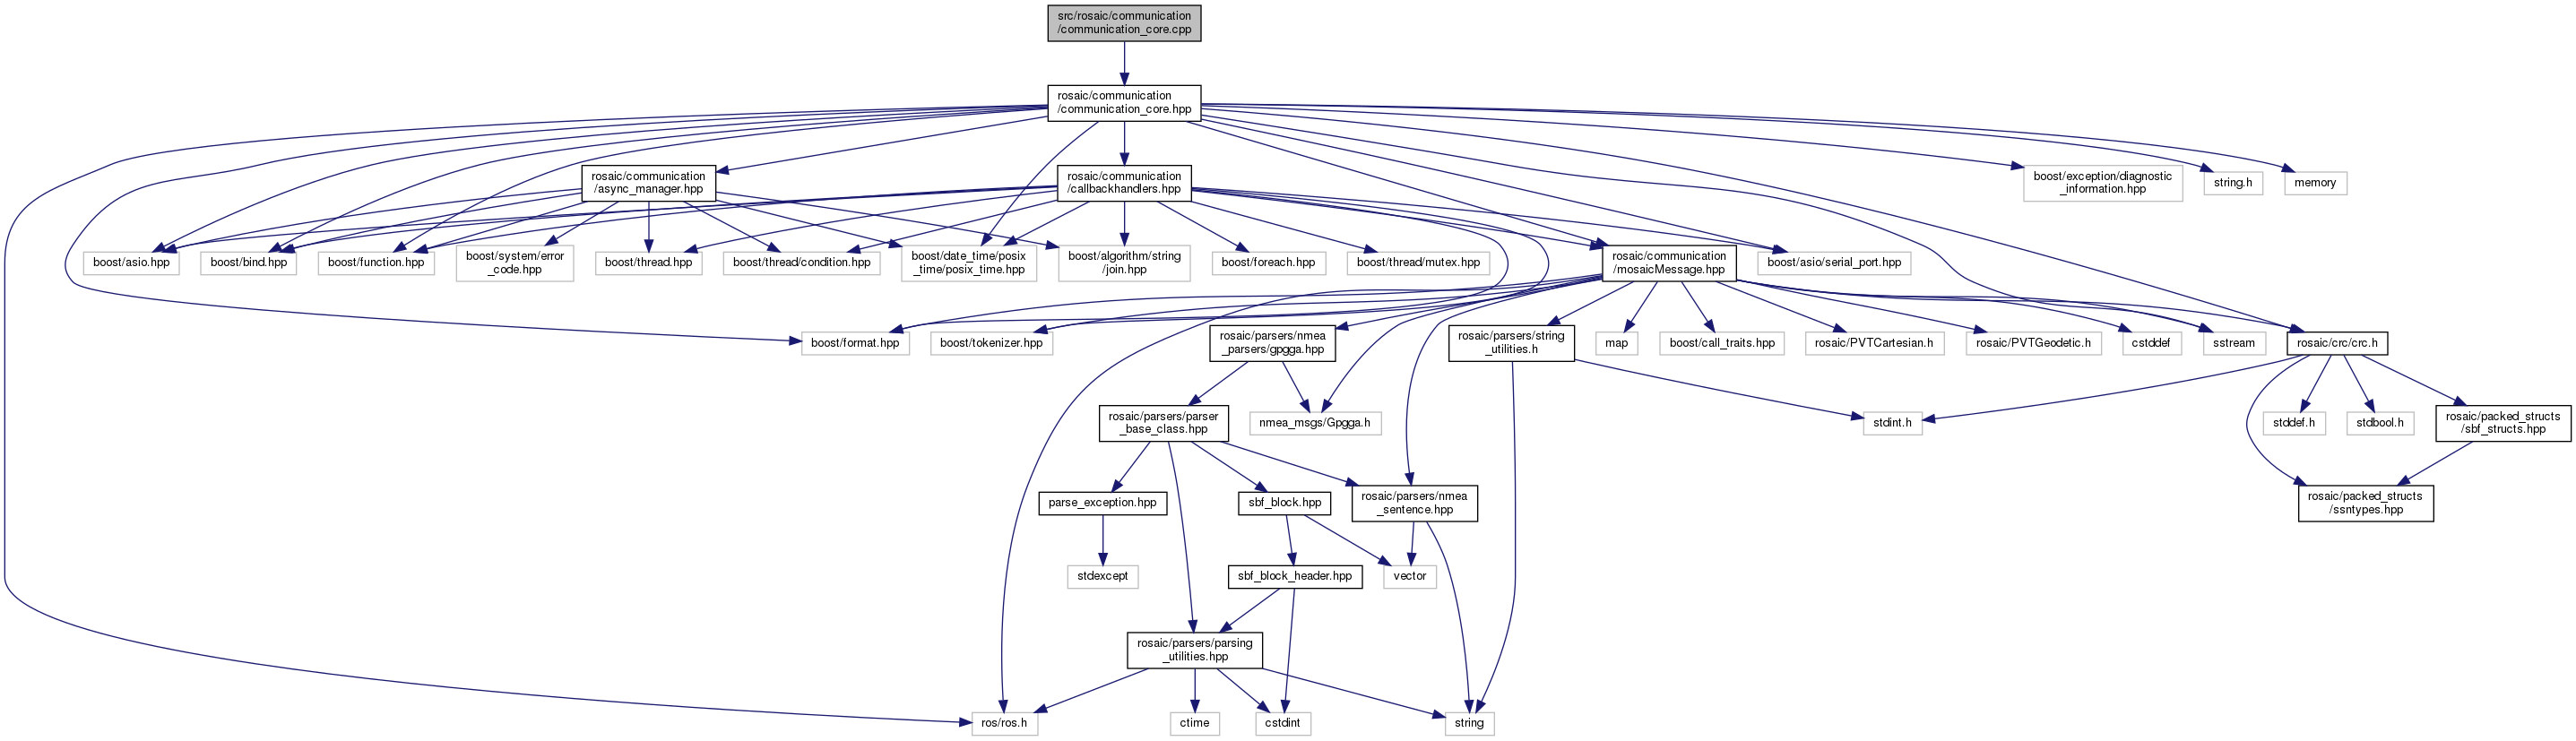 src/rosaic/communication
/communication_core.cpp
rosaic/communication
/communication_core.hpp
rosaic/communication
/async_manager.hpp
rosaic/communication
/callbackhandlers.hpp
boost/exception/diagnostic
_information.hpp
string.h
memory
boost/asio.hpp
boost/bind.hpp
boost/function.hpp
boost/system/error
_code.hpp
boost/thread.hpp
boost/thread/condition.hpp
boost/date_time/posix
_time/posix_time.hpp
boost/algorithm/string
/join.hpp
boost/foreach.hpp
boost/thread/mutex.hpp
rosaic/communication
/mosaicMessage.hpp
boost/asio/serial_port.hpp
boost/format.hpp
boost/tokenizer.hpp
rosaic/parsers/nmea
_parsers/gpgga.hpp
rosaic/parsers/string
_utilities.h
map
boost/call_traits.hpp
rosaic/PVTCartesian.h
rosaic/PVTGeodetic.h
cstddef
sstream
rosaic/crc/crc.h
rosaic/parsers/parser
_base_class.hpp
nmea_msgs/Gpgga.h
stdint.h
stddef.h
stdbool.h
rosaic/packed_structs
/sbf_structs.hpp
parse_exception.hpp
sbf_block.hpp
rosaic/parsers/nmea
_sentence.hpp
rosaic/packed_structs
/ssntypes.hpp
stdexcept
sbf_block_header.hpp
vector
rosaic/parsers/parsing
_utilities.hpp
ros/ros.h
ctime
cstdint
string